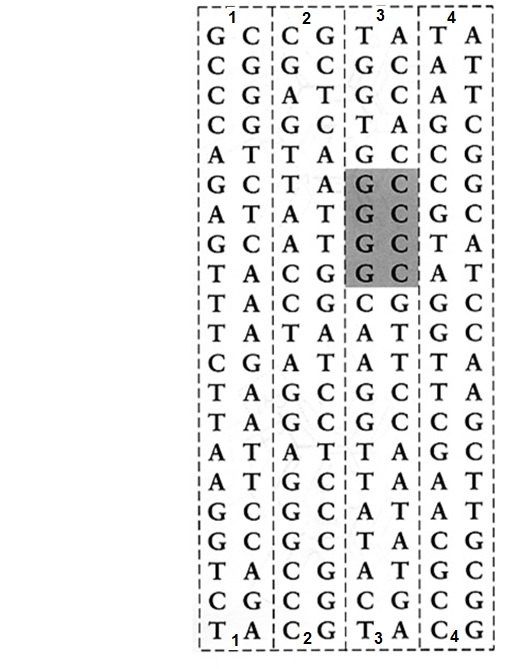 1 2 3 4
G C C G T A T A
C G G C G C A T
C G A T G C A T
C G G C T A G C
A T T A G C C G
G C T A G C C G
A T A T G C G C
G C A T G C T A
T A C G G C A T
T A C G C G G C
T A T A A T G C
C G A T A T T A
T A G C G C T A
T A G C G C C G
A T A T T A G C
A T G C T A A T
G C G C A T A T
G C G C T A C G
T A C G A T G C
C G C G C G C G
T A C G T A C G
1 2 3 4